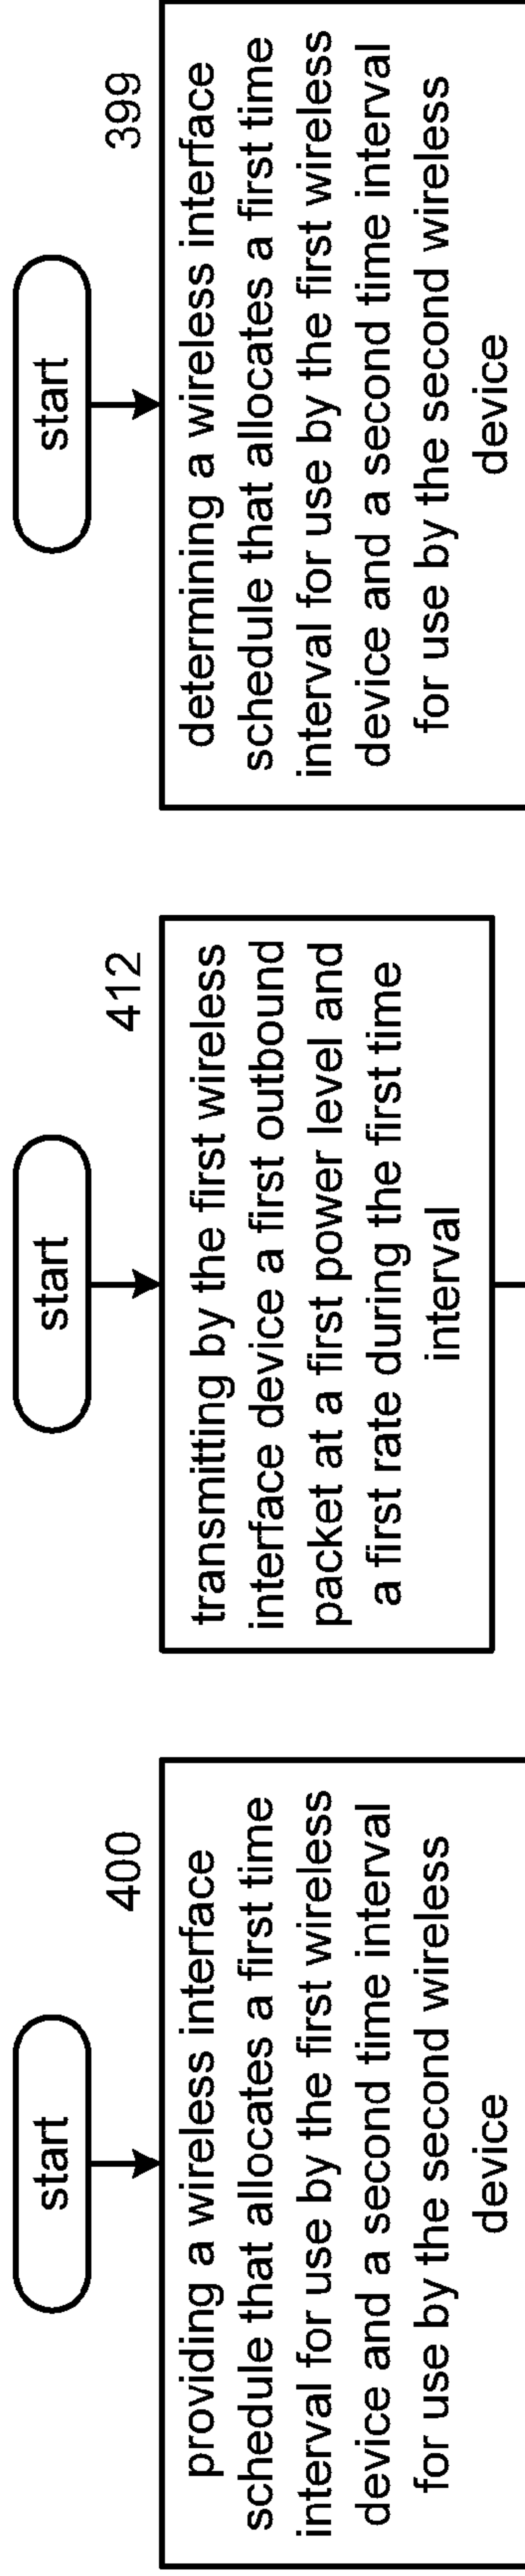 start
400
providing a wireless interface
schedule that allocates a first time
interval for use by the first wireless
device and a second time interval
for use by the second wireless
device
start
412
transmitting by the first wireless
interface device a first outbound
packet at a first power level and
a first rate during the first time
interval
start
399
determining a wireless interface
schedule that allocates a first time
interval for use by the first wireless
device and a second time interval
for use by the second wireless
device